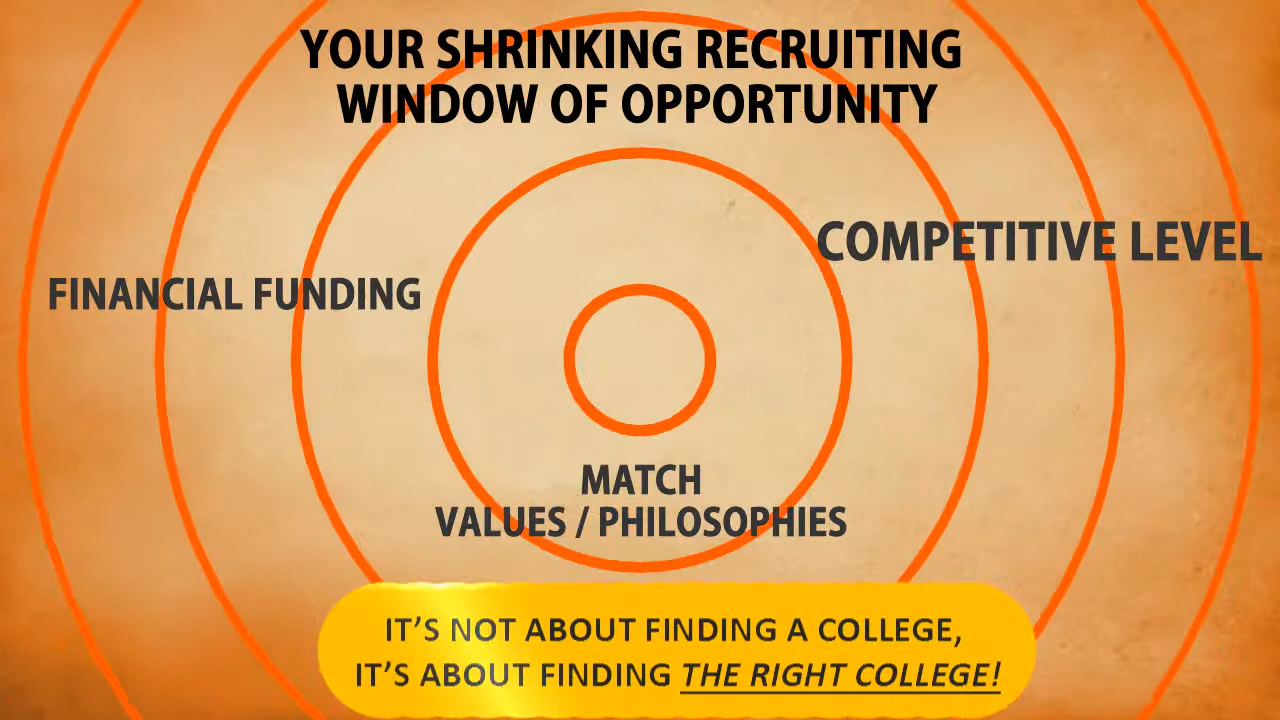 YOUR SHRINKING RECRUITING
WINDOW OF OPPORTUNITY
COMPETITIVE LEVEL
FINANCIAL FUNDING
MATCH
VALUES / PHILOSOPHIES
IT’S NOT ABOUT FINDING A COLLEGE,
IT’S ABOUT FINDING THE RIGHT COLLEGE!